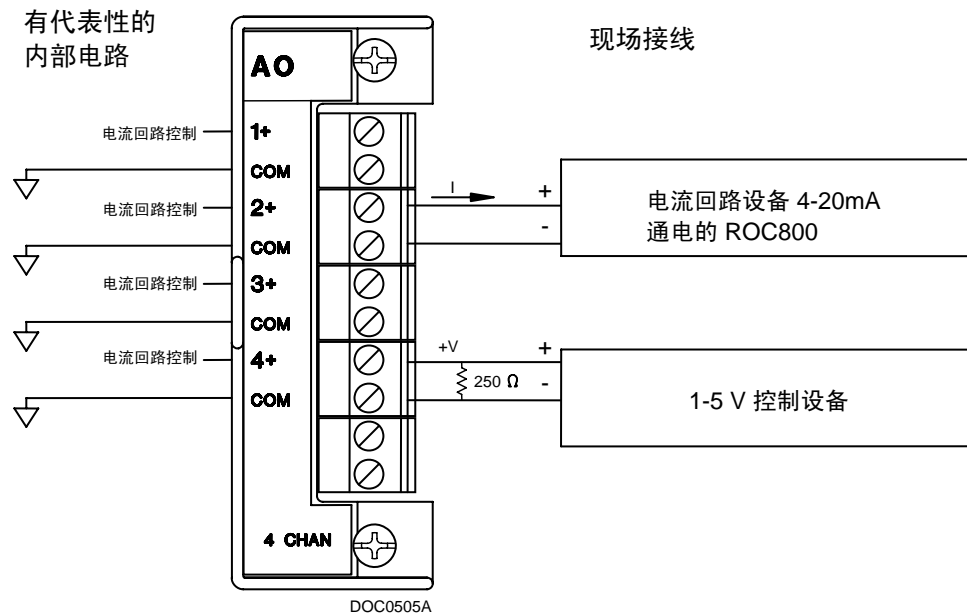 有代表性的
内部电路
现场接线
AO
电流回路控制
1+
COM
电流回路控制
2+
COM
电流回路控制
3+
COM
电流回路控制
4+
COM
4 CHAN
I
+
-
电流回路设备 4-20mA
通电的 ROC800
+V
250 Ω
+
-
1-5 V 控制设备
DOC0505A